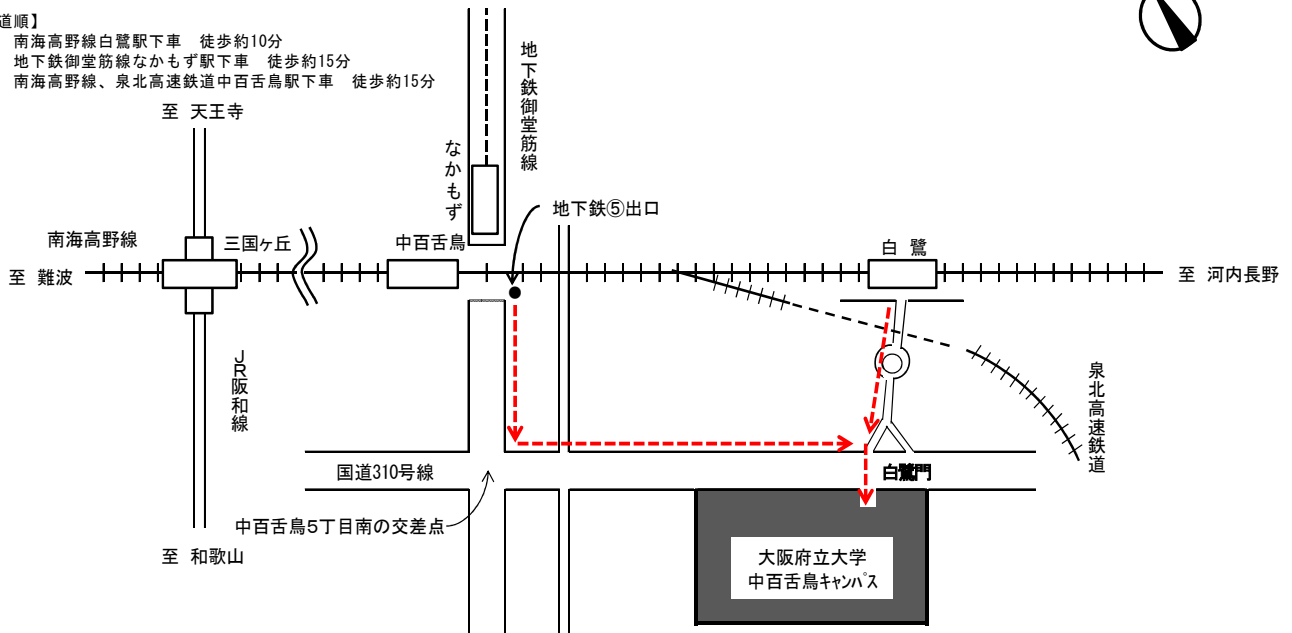 道順】
南海高野線白鷺駅下車　徒歩約10分
地下鉄御堂筋線なかもず駅下車　徒歩約15分
南海高野線、泉北高速鉄道中百舌鳥駅下車　徒歩約15分
至 天王寺
地下鉄御堂筋線
なかもず
地下鉄⑤出口
南海高野線
三国ヶ丘
中百舌鳥
白 鷺
至 難波
至 河内長野
JR阪和線
泉北高速鉄道
国道310号線
白鷺門
中百舌鳥5丁目南の交差点
至 和歌山
大阪府立大学
中百舌鳥キャンパス